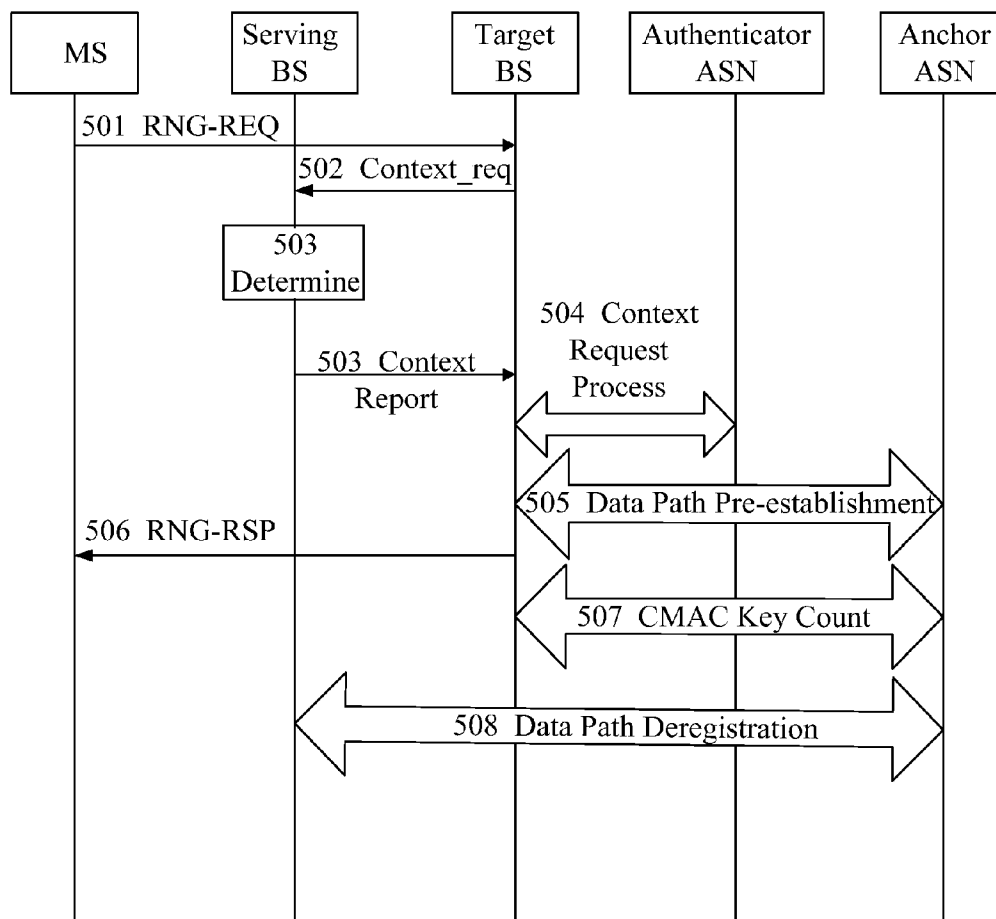 MS
Serving
BS
Target
BS
Authenticator
ASN
Anchor
ASN
501 RNG-REQ
502 Context_req
503
Determine
504 Context
Request
Process
503 Context
Report
505 Data Path Pre-establishment
506 RNG-RSP
507 CMAC Key Count
508 Data Path Deregistration